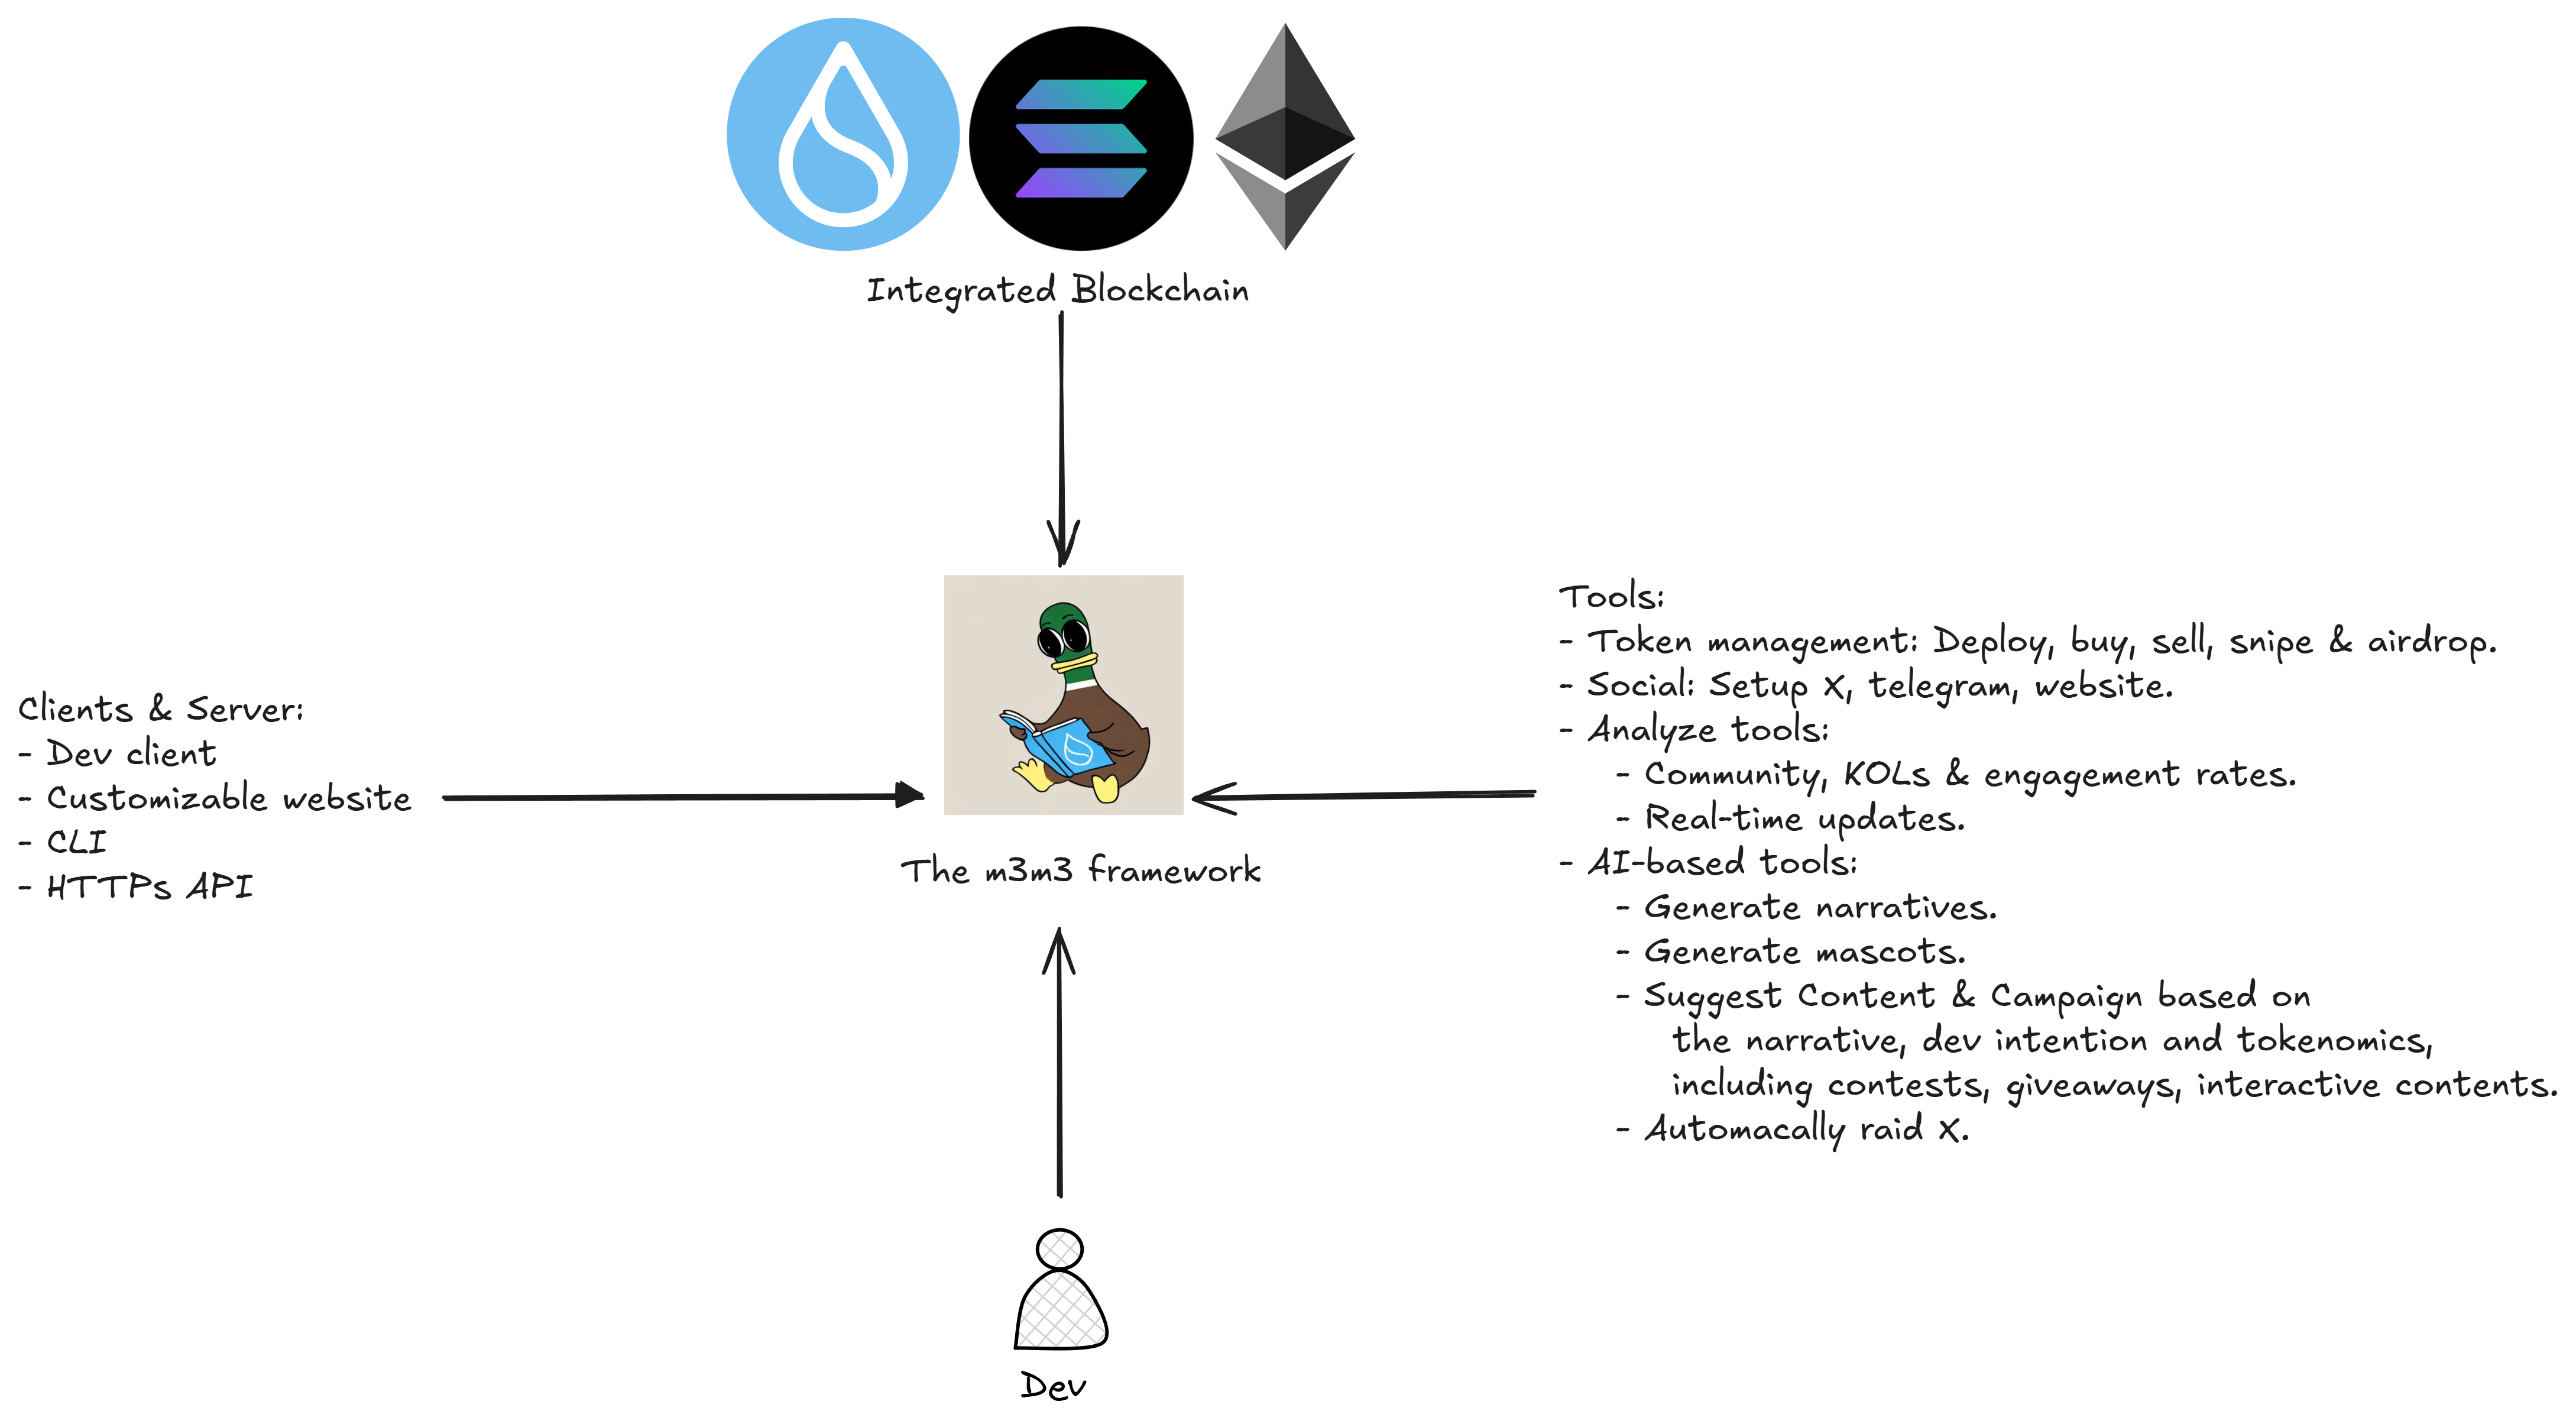 Integrated Blockchain
Clients & Server:
- Dev client
- Customizable website
- CLI
- HTTPs API
The m3m3 framework
Tools:
- Token management: Deploy, buy, sell, snipe & airdrop.
- Social: Setup X, telegram, website.
- Analyze tools:
- Community, KOLs & engagement rates.
- Real-time updates.
- AI-based tools:
- Generate narratives.
- Generate mascots.
- Suggest Content & Campaign based on
the narrative, dev intention and tokenomics,
including contests, giveaways, interactive contents.
- Automacally raid X.
Dev